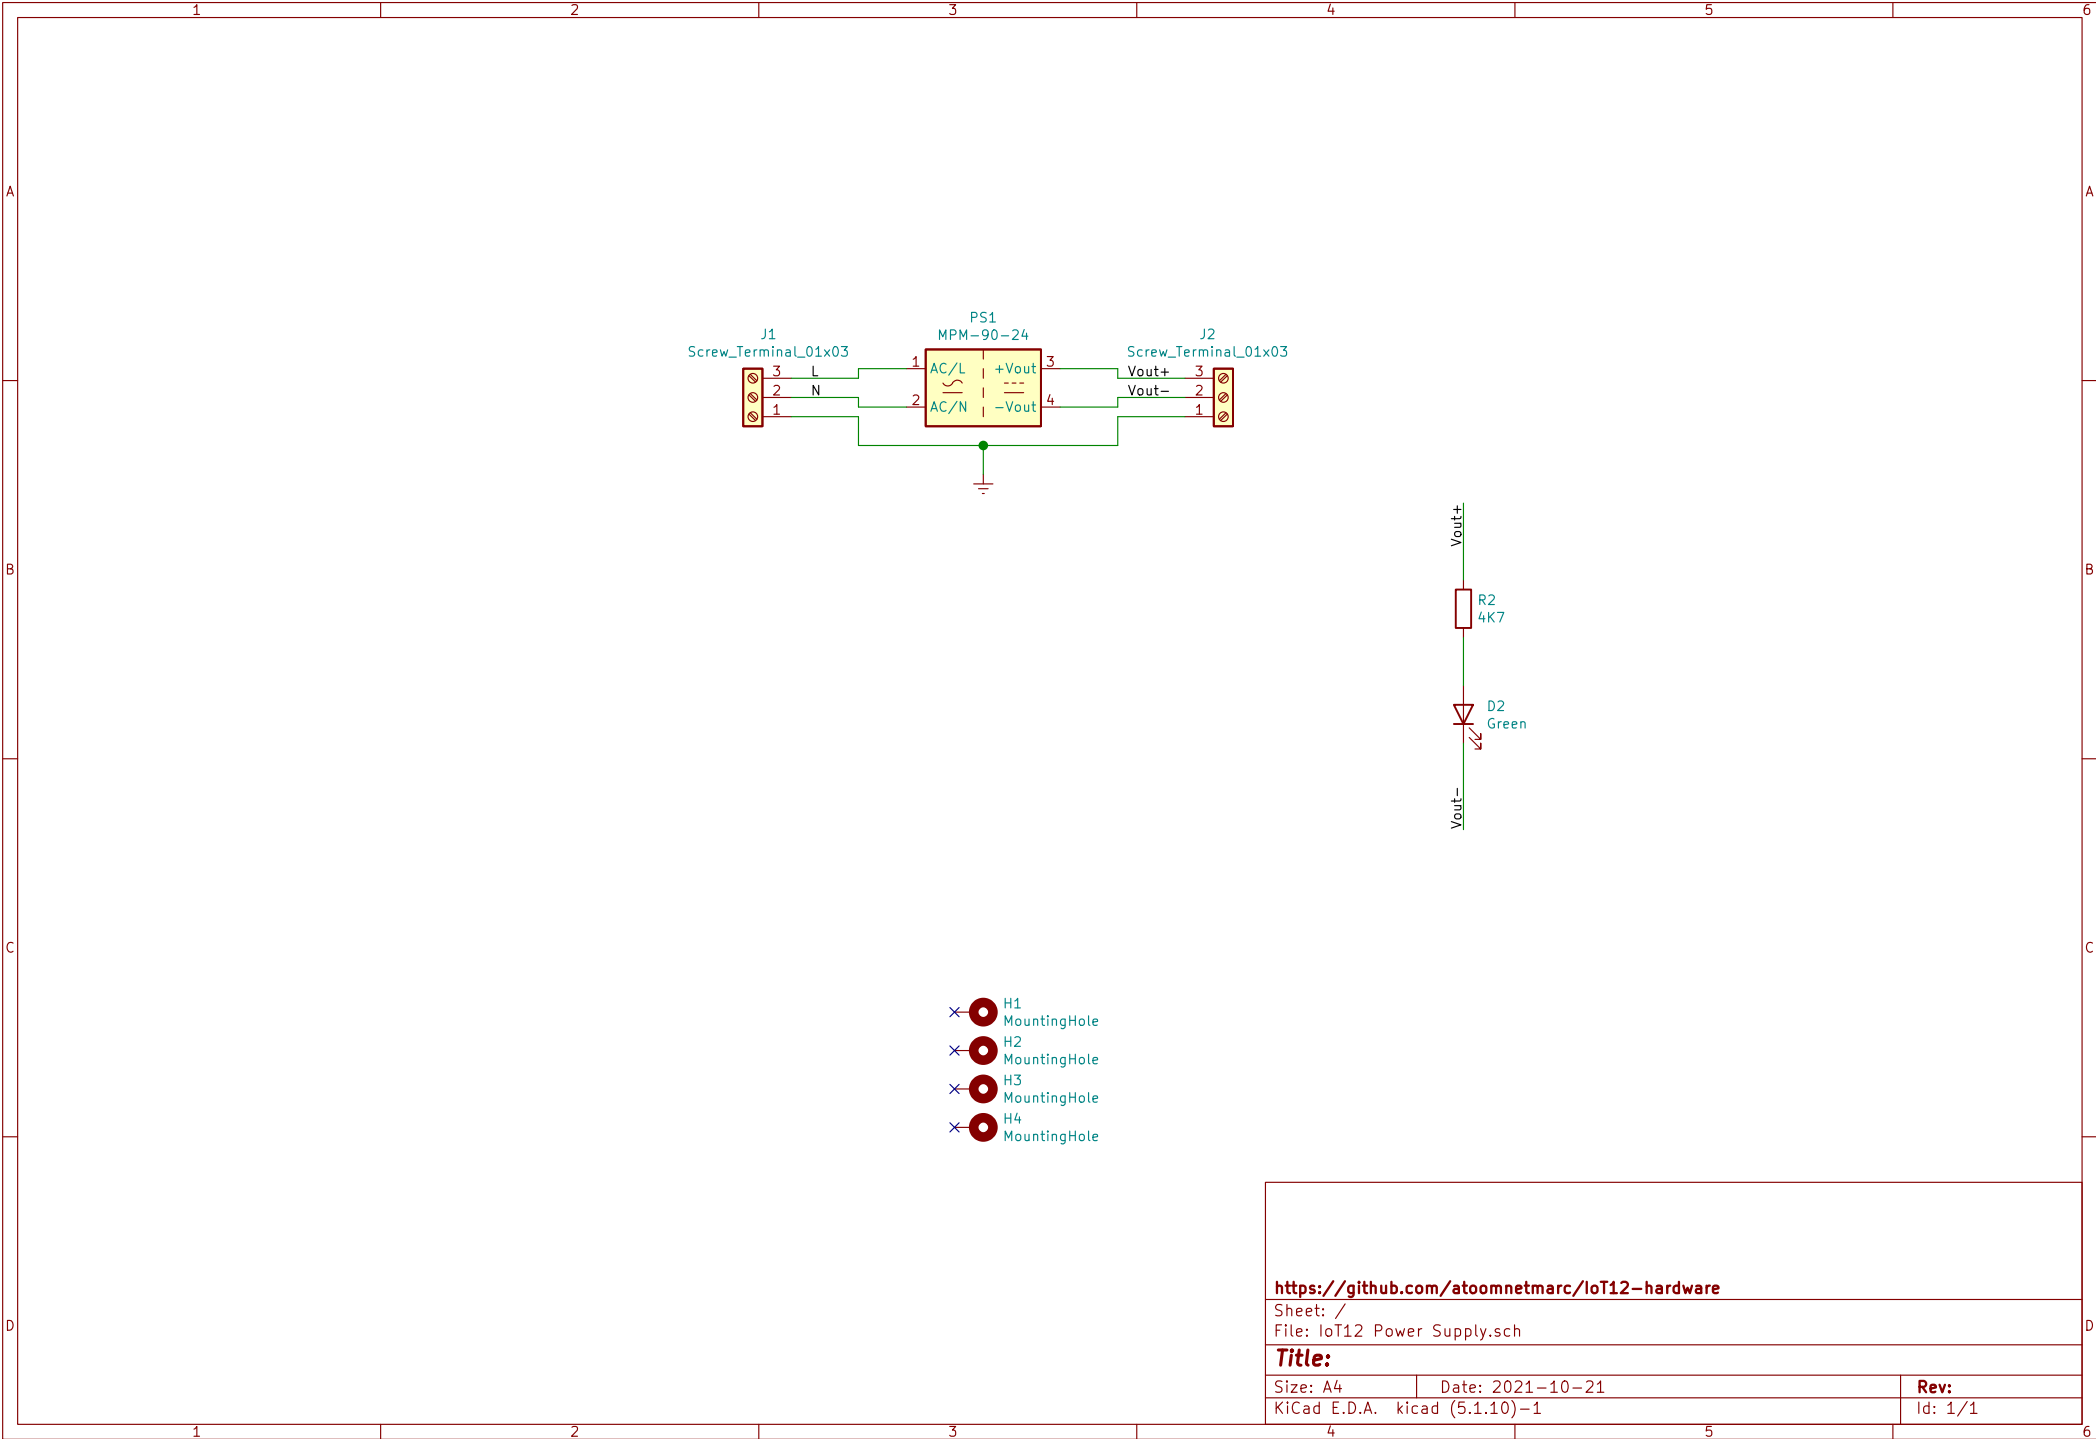 1 2 3 4 5 6
A A
PS1
MPM-90-24
J1
Screw_Terminal_01x03
J2
Screw_Terminal_01x03
3 L 1 AC/L +Vout 3 Vout+ 3
2 N 2 AC/N -Vout 4 Vout- 2
1 1
Vout+
B B
R2
4K7
D2
Green
Vout-
C C
H1
MountingHole
H2
MountingHole
H3
MountingHole
H4
MountingHole
https://github.com/atoomnetmarc/IoT12-hardware
Sheet: /
File: IoT12 Power Supply.sch
D D
Title:
Size: A4 Date: 2021-10-21 Rev:
KiCad E.D.A. kicad (5.1.10)-1 Id: 1/1
1 2 3 4 5 6